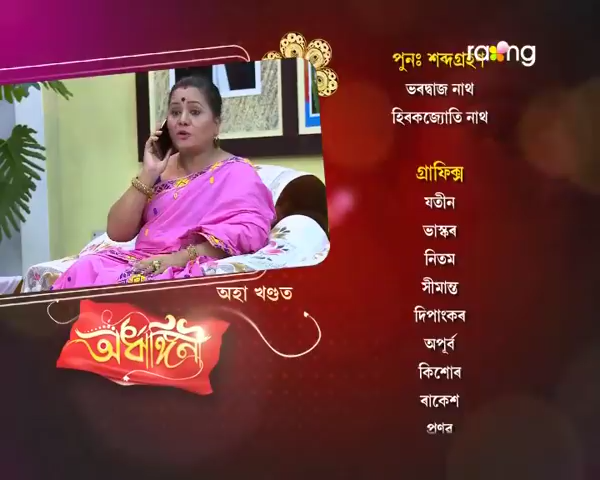 পুনঃ শব্দগ্ৰহণ
rang
ভৰদ্বাজ নাথ
হিৰকজ্যোতি নাথ
গ্ৰাফিক্স
যতীন
ভাস্কৰ
নিতম
সীমান্ত
দিপাংকৰ
অপূৰ্ব
কিশোৰ
ৰাকেশ
প্ৰণৱ
অহা খণ্ডত
অৰ্ধাঙ্গিনী